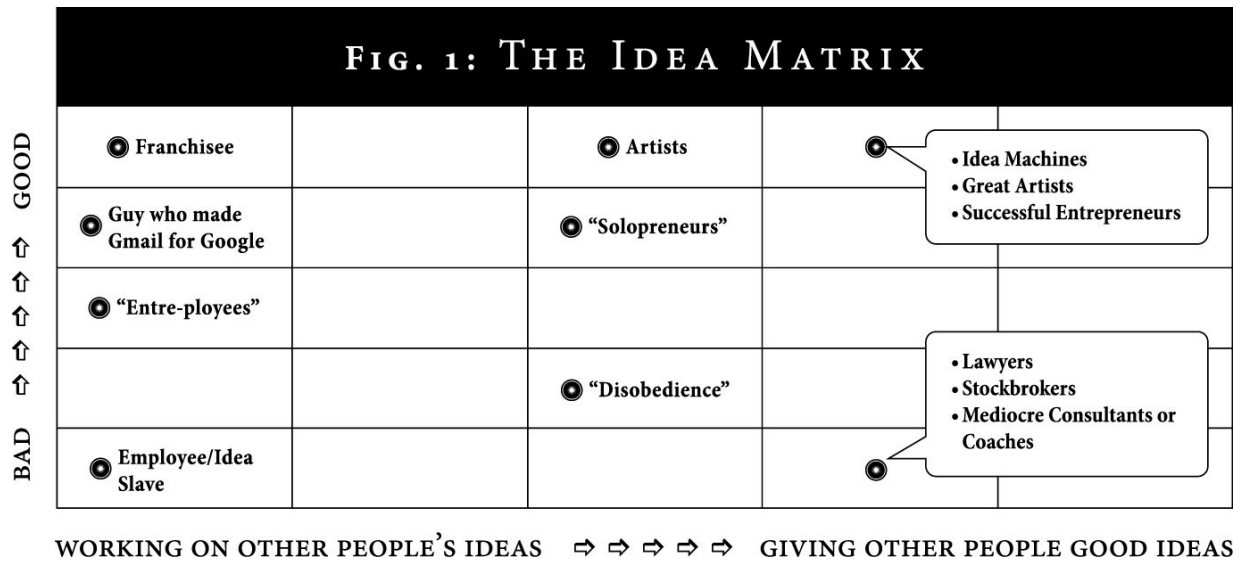 Fig. 1: The Idea Matrix
Franchisee
Artists
• Idea Machines
• Great Artists
• Successful Entrepreneurs
Guy who made
Gmail for Google
“Solopreneurs”
“Entre-ployees”
“Disobedience”
• Lawyers
• Stockbrokers
• Mediocre Consultants or
Coaches
Employee/Idea
Slave
BAD ⇧ ⇧ ⇧ ⇧ ⇧ GOOD
WORKING ON OTHER PEOPLE’S IDEAS ⇨ ⇨ ⇨ ⇨ ⇨ GIVING OTHER PEOPLE GOOD IDEAS